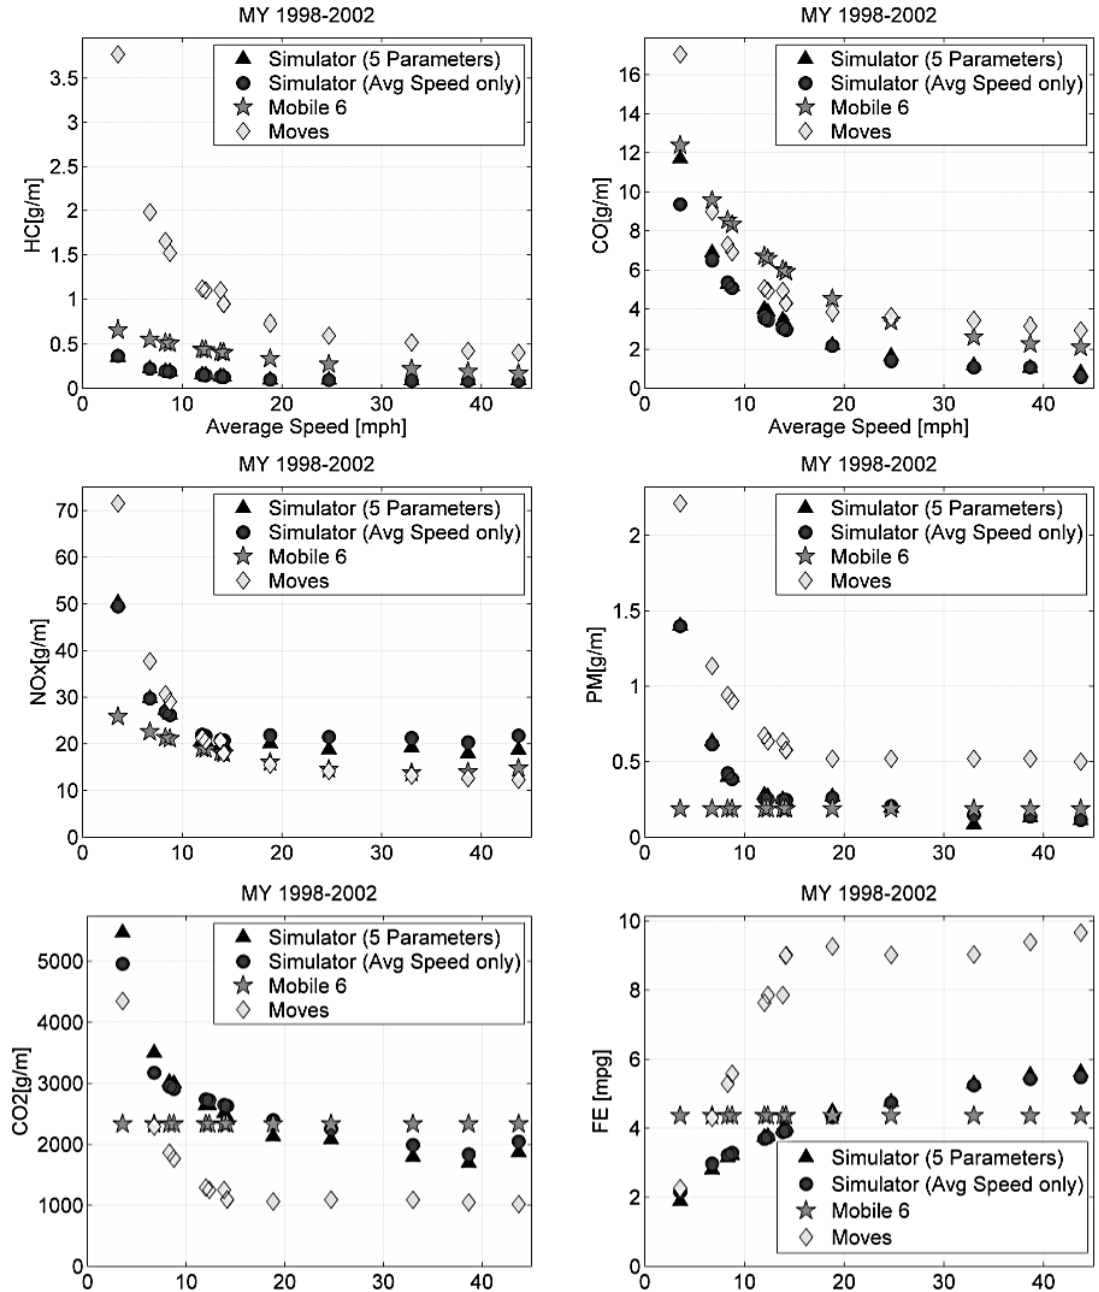 MY 1998-2002
HC[g/m]
3.5
3
2.5
2
1.5
1
0.5
0
Simulator (5 Parameters)
Simulator (Avg Speed only)
Mobile 6
Moves
0 10 20 30 40
Average Speed [mph]
MY 1998-2002
CO[g/m]
16
14
12
10
8
6
4
2
0
Simulator (5 Parameters)
Simulator (Avg Speed only)
Mobile 6
Moves
0 10 20 30 40
Average Speed [mph]
MY 1998-2002
NOx[g/m]
70
60
50
40
30
20
10
0
Simulator (5 Parameters)
Simulator (Avg Speed only)
Mobile 6
Moves
0 10 20 30 40
MY 1998-2002
PM[g/m]
2
1.5
1
0.5
0
Simulator (5 Parameters)
Simulator (Avg Speed only)
Mobile 6
Moves
0 10 20 30 40
MY 1998-2002
CO2[g/m]
5000
4000
3000
2000
1000
0
Simulator (5 Parameters)
Simulator (Avg Speed only)
Mobile 6
Moves
0 10 20 30 40
MY 1998-2002
FE [mpg]
10
8
6
4
2
0
Simulator (5 Parameters)
Simulator (Avg Speed only)
Mobile 6
Moves
0 10 20 30 40